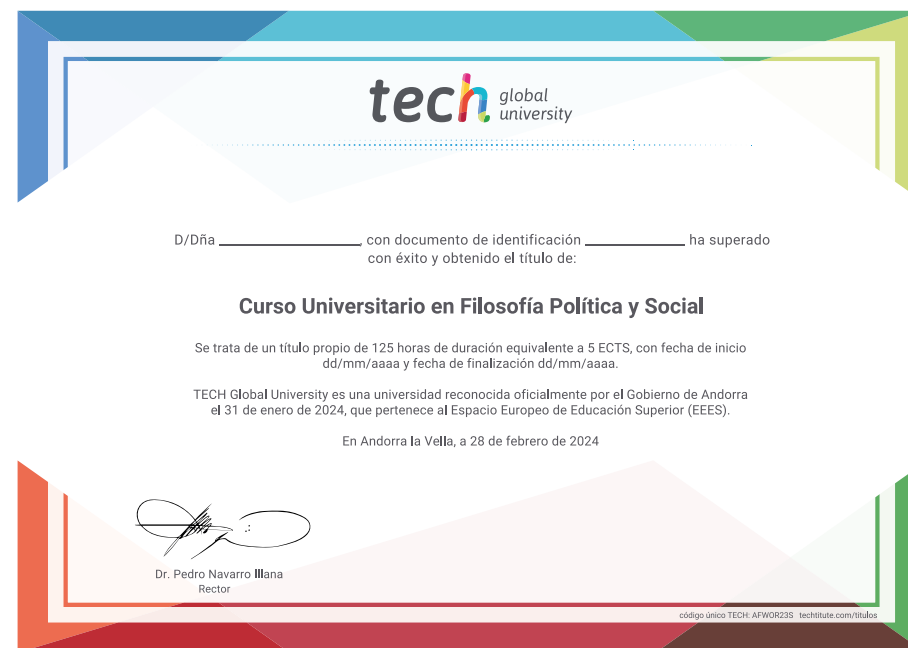 tech global university
D/Dña ____________________, con documento de identificación ______________ ha superado
con éxito y obtenido el título de:
Curso Universitario en Filosofía Política y Social
Se trata de un título propio de 125 horas de duración equivalente a 5 ECTS, con fecha de inicio
dd/mm/aaaa y fecha de finalización dd/mm/aaaa.
TECH Global University es una universidad reconocida oficialmente por el Gobierno de Andorra
el 31 de enero de 2024, que pertenece al Espacio Europeo de Educación Superior (EEES).
En Andorra la Vella, a 28 de febrero de 2024
Dr. Pedro Navarro Illana
Rector
código único TECH: AFWOR23S techtitute.com/titulos